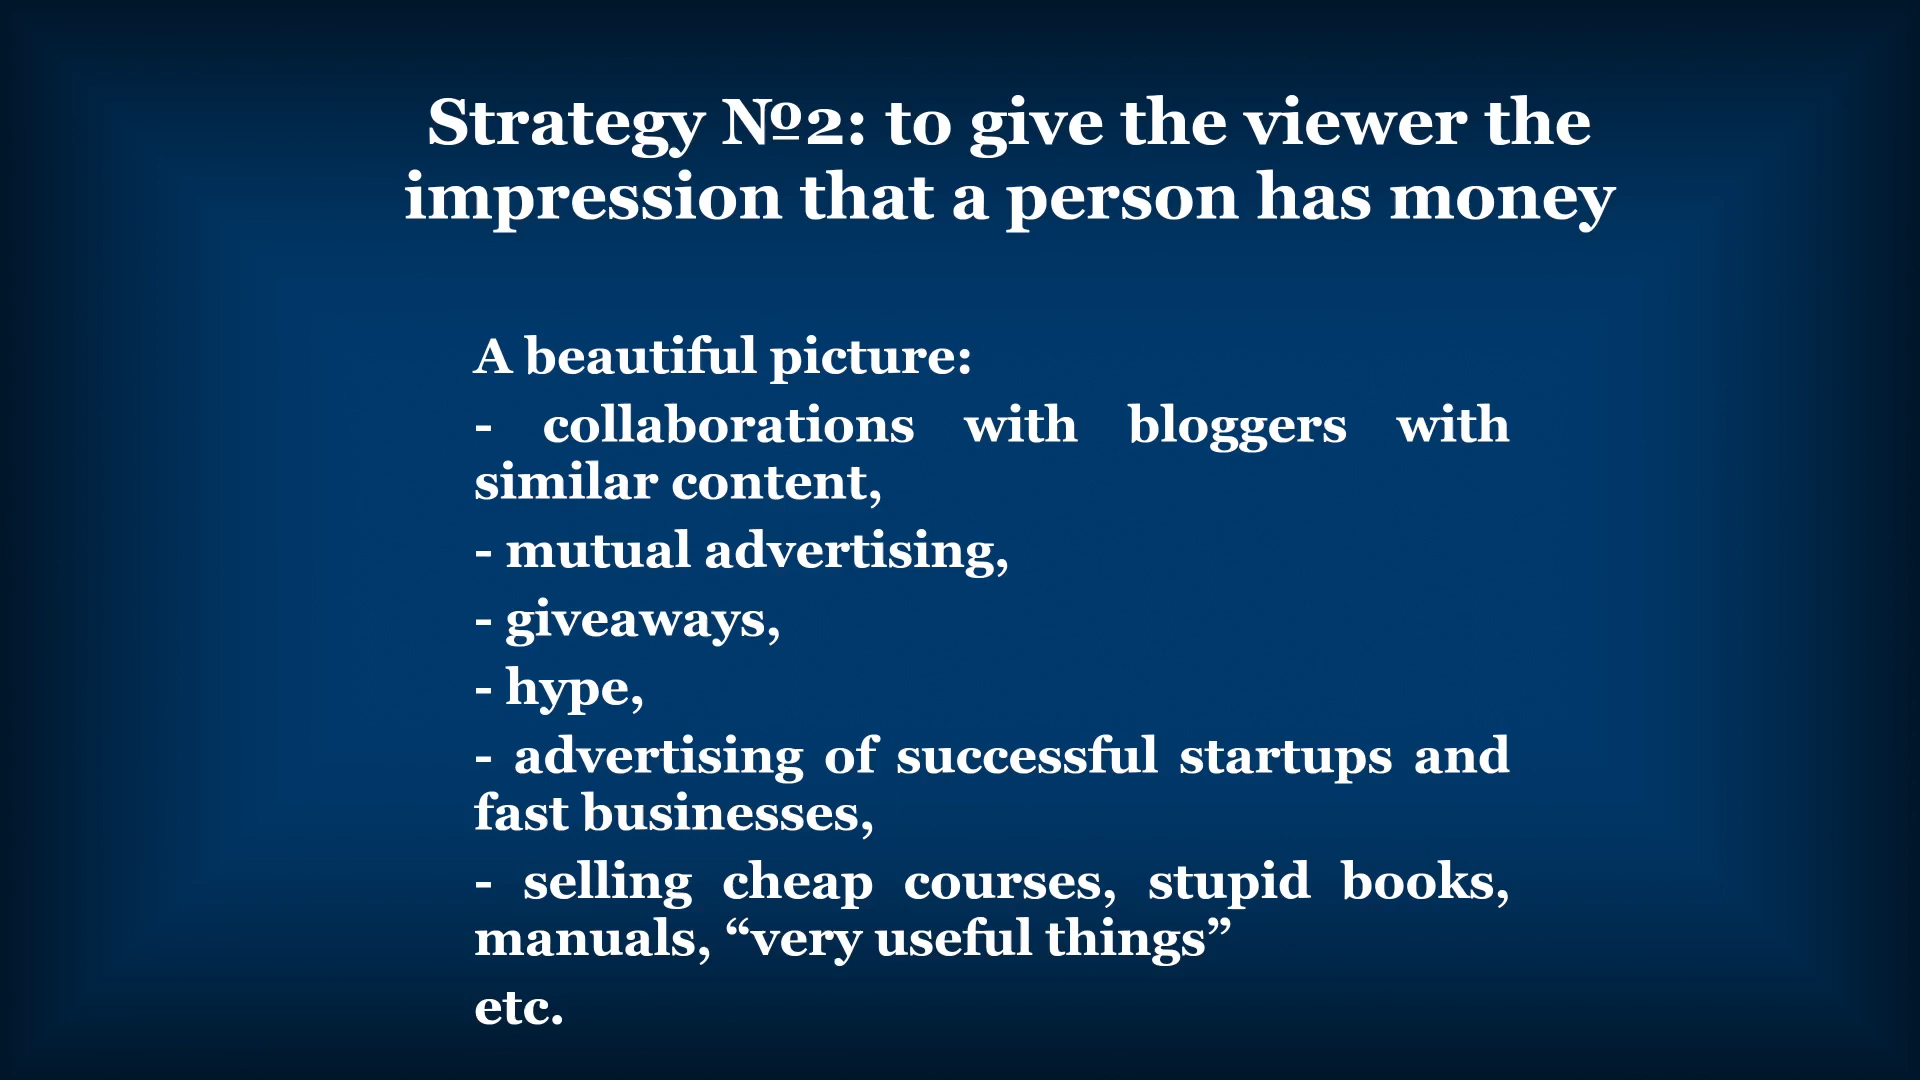 Strategy №2: to give the viewer the
impression that a person has money
A beautiful picture:
- collaborations with bloggers with
similar content,
- mutual advertising,
- giveaways,
- hype,
- advertising of successful startups and
fast businesses,
- selling cheap courses, stupid books,
manuals, “very useful things”
etc.